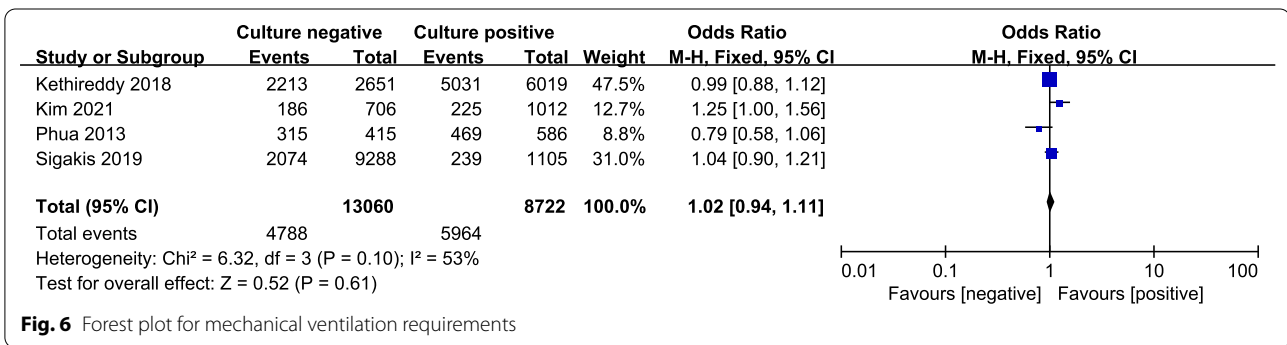 Culture negative Culture positive Odds Ratio Odds Ratio
Study or Subgroup Events Total Events Total Weight M-H, Fixed, 95% CI M-H, Fixed, 95% CI
Kethireddy 2018 2213 2651 5031 6019 47.5% 0.99 [0.88, 1.12]
Kim 2021 186 706 225 1012 12.7% 1.25 [1.00, 1.56]
Phua 2013 315 415 469 586 8.8% 0.79 [0.58, 1.06]
Sigakis 2019 2074 9288 239 1105 31.0% 1.04 [0.90, 1.21]
Total (95% CI) 13060 8722 100.0% 1.02 [0.94, 1.11]
Total events 4788 5964
Heterogeneity: Chi² = 6.32, df = 3 (P = 0.10); I² = 53%
Test for overall effect: Z = 0.52 (P = 0.61)
0.01 0.1 1 10 100
Favours [negative] Favours [positive]
Fig. 6 Forest plot for mechanical ventilation requirements